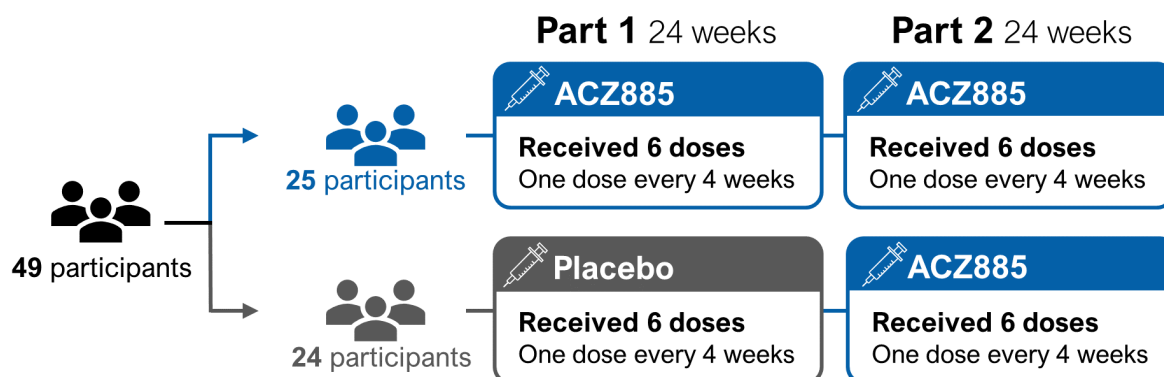 Part 1 24 weeks
Part 2 24 weeks
ACZ885
Received 6 doses
One dose every 4 weeks
ACZ885
Received 6 doses
One dose every 4 weeks
25 participants
49 participants
Placebo
Received 6 doses
One dose every 4 weeks
ACZ885
Received 6 doses
One dose every 4 weeks
24 participants